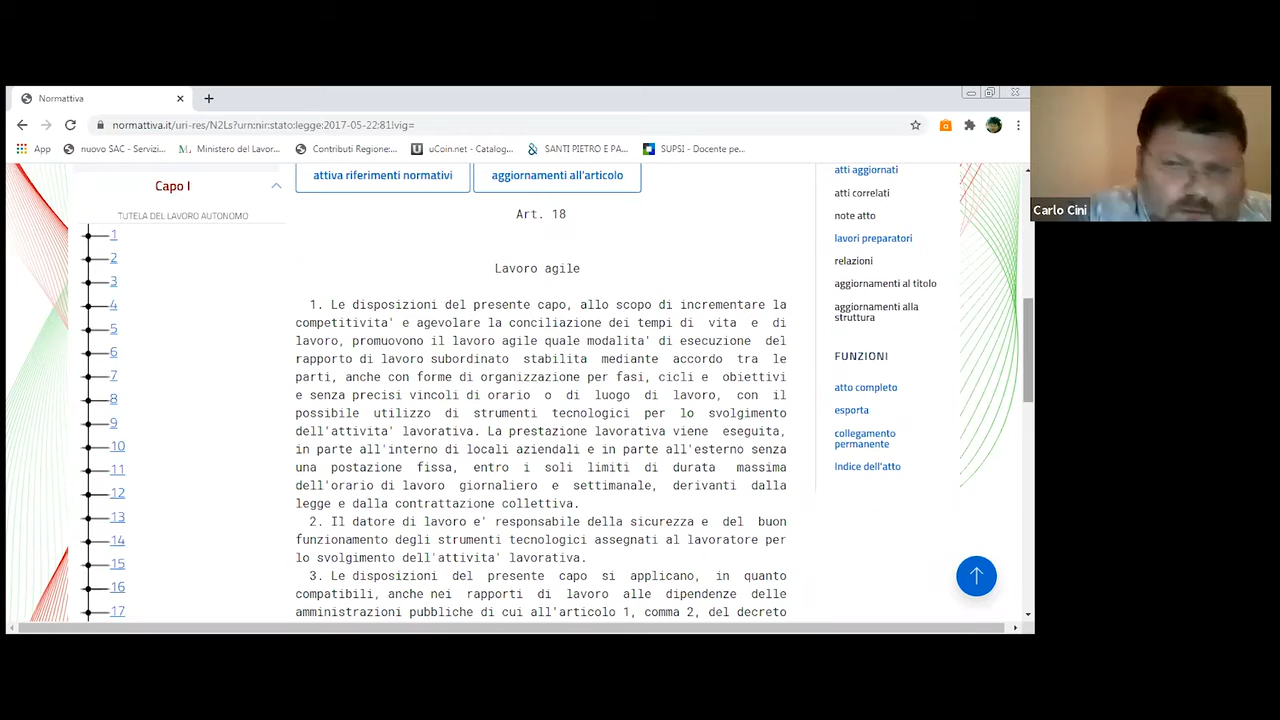 Normattiva
normattiva.it/uri-res/N2Ls?urn:nir:stato:legge:2017-05-22;81!vig=
App
nuovo SAC - Servizi...
Ministero del Lavor...
Contributi Regione:...
uCoin.net - Catalog...
SANTI PIETRO E PA...
SUPSI - Docente pe...
Capo I
TUTELA DEL LAVORO AUTONOMO
1
2
3
4
5
6
7
8
9
10
11
12
13
14
15
16
17
attiva riferimenti normativi
aggiornamenti all'articolo
Art. 18
Lavoro agile
1. Le disposizioni del presente capo, allo scopo di incrementare la
competitivita' e agevolare la conciliazione dei tempi di vita e di
lavoro, promuovono il lavoro agile quale modalita' di esecuzione del
rapporto di lavoro subordinato stabilita mediante accordo tra le
parti, anche con forme di organizzazione per fasi, cicli e obiettivi
e senza precisi vincoli di orario o di luogo di lavoro, con il
possibile utilizzo di strumenti tecnologici per lo svolgimento
dell'attivita' lavorativa. La prestazione lavorativa viene eseguita,
in parte all'interno di locali aziendali e in parte all'esterno senza
una postazione fissa, entro i soli limiti di durata massima
dell'orario di lavoro giornaliero e settimanale, derivanti dalla
legge e dalla contrattazione collettiva.
2. Il datore di lavoro e' responsabile della sicurezza e del buon
funzionamento degli strumenti tecnologici assegnati al lavoratore per
lo svolgimento dell'attivita' lavorativa.
3. Le disposizioni del presente capo si applicano, in quanto
compatibili, anche nei rapporti di lavoro alle dipendenze delle
amministrazioni pubbliche di cui all'articolo 1, comma 2, del decreto
atti aggiornati
atti correlati
note atto
lavori preparatori
relazioni
aggiornamenti al titolo
aggiornamenti alla
struttura
FUNZIONI
atto completo
esporta
collegamento
permanente
Indice dell'atto
Carlo Cini